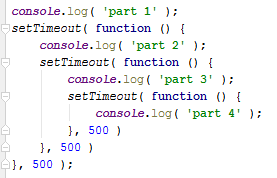 console.log( 'part 1' );
setTimeout( function () {
    console.log( 'part 2' );
    setTimeout( function () {
        console.log( 'part 3' );
        setTimeout( function () {
            console.log( 'part 4' );
        }, 500 )
    }, 500 )
}, 500 );